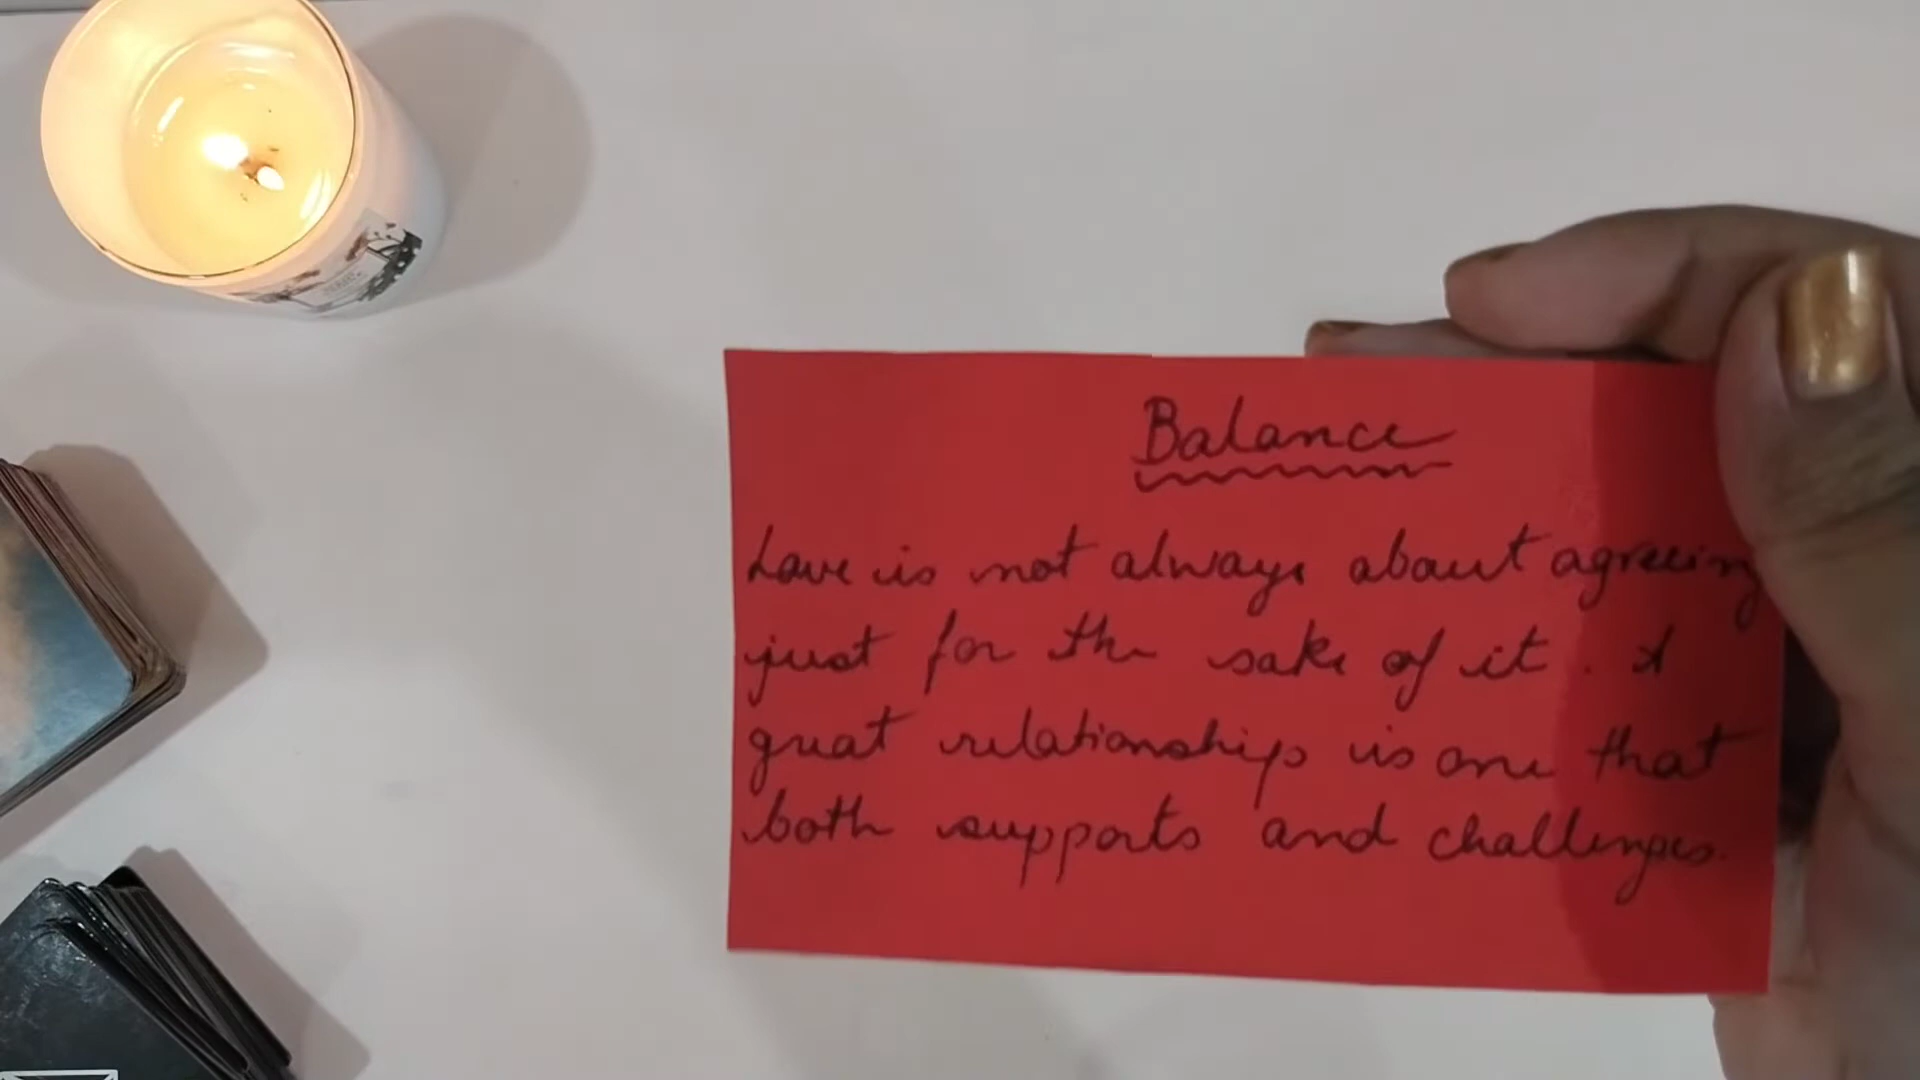 Balance
Love is not always about agreeing
just for the sake of it. A
great relationship is one that
both supports and challenges.